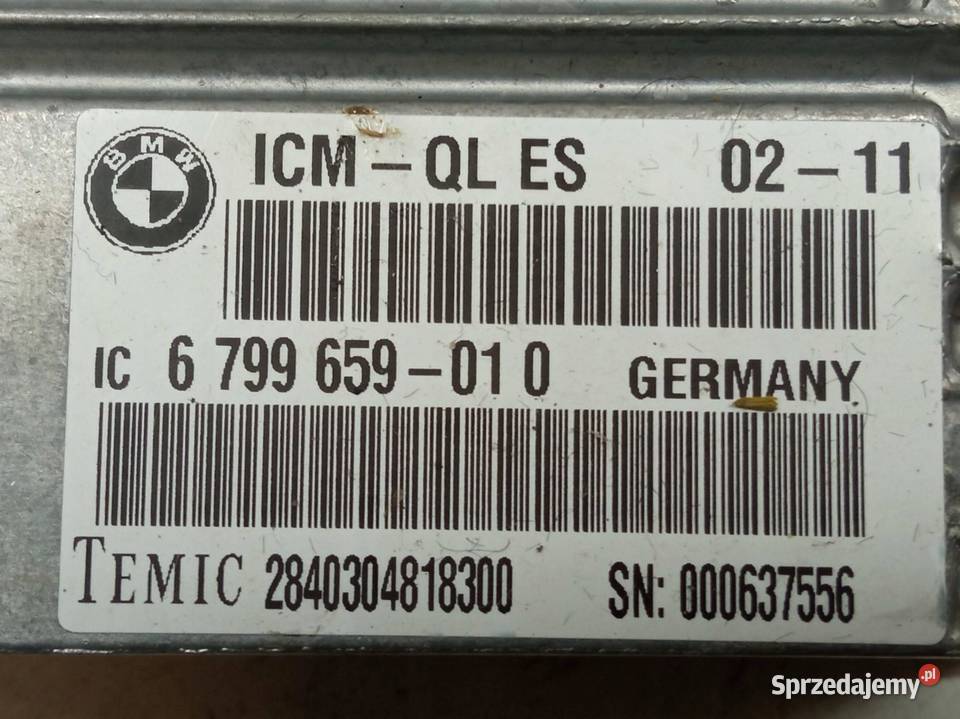 BMW
ICM-QL ES 02-11
IC 6 799 659-01 0 GERMANY
TEMIC 2840304818300 SN: 000637556
Sprzedajemy.pl